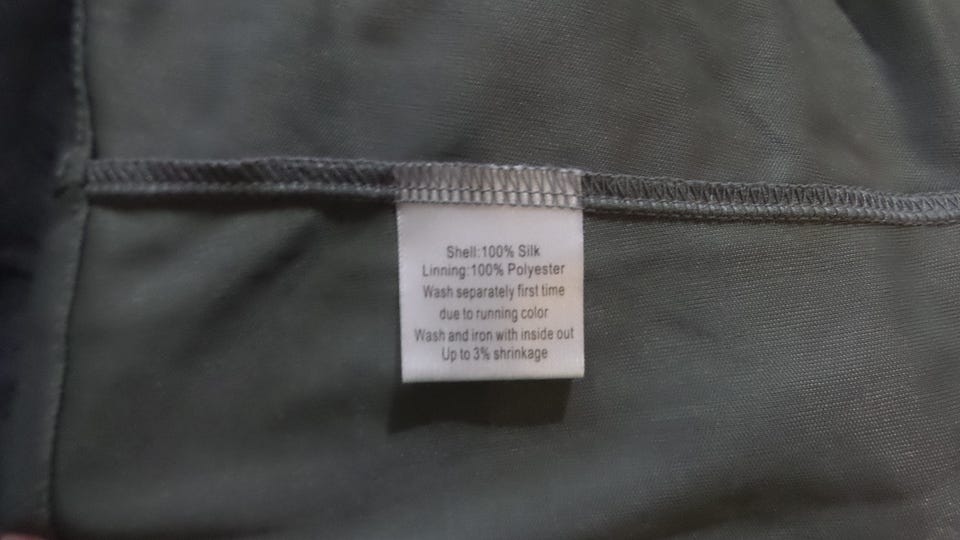 Shell:100% Silk
Linning:100% Polyester
Wash separately first time
due to running color
Wash and iron with inside out
Up to 3% shrinkage